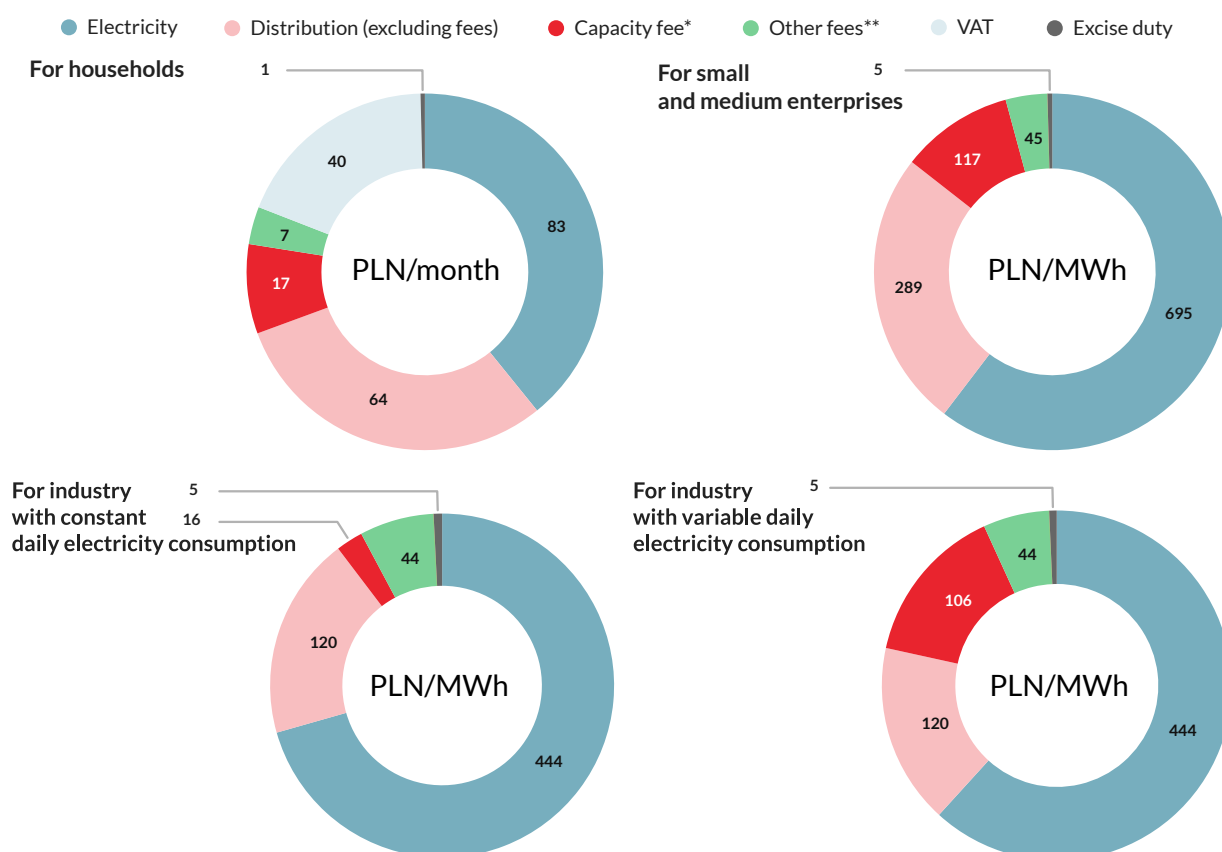 Electricity
Distribution (excluding fees)
Capacity fee*
Other fees**
VAT
Excise duty
For households
1
40
83
7
17
PLN/month
64
For small
and medium enterprises
5
45
117
289
PLN/MWh
695
For industry
with constant
daily electricity consumption
5
16
44
120
PLN/MWh
444
For industry
with variable daily
electricity consumption
5
44
106
PLN/MWh
120
444